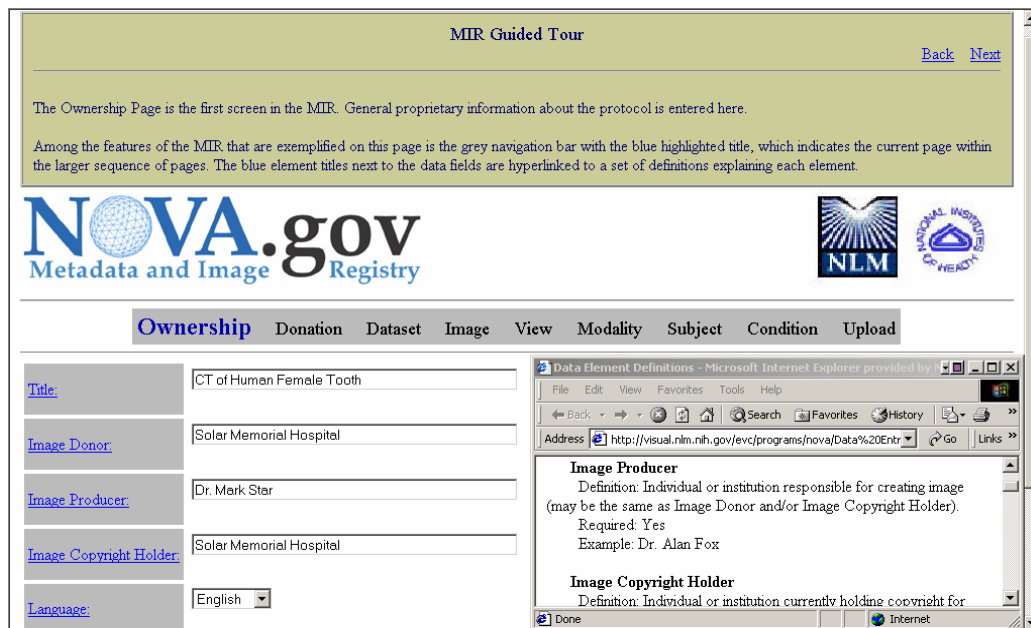 MIR Guided Tour
Back Next
The Ownership Page is the first screen in the MIR. General proprietary information about the protocol is entered here.
Among the features of the MIR that are exemplified on this page is the grey navigation bar with the blue highlighted title, which indicates the current page within
the larger sequence of pages. The blue element titles next to the data fields are hyperlinked to a set of definitions explaining each element.
NOVA.gov
Metadata and Image Registry
NLM
NATIONAL INSTITUTES OF HEALTH
Ownership Donation Dataset Image View Modality Subject Condition Upload
Title: CT of Human Female Tooth
Image Donor: Solar Memorial Hospital
Image Producer: Dr. Mark Star
Image Copyright Holder: Solar Memorial Hospital
Language: English
Data Element Definitions - Microsoft Internet Explorer provided by
File Edit View Favorites Tools Help
Back Search Favorites History
Address http://visual.nlm.nih.gov/evc/programs/nova/Data%20Entr Go Links »
Image Producer
Definition: Individual or institution responsible for creating image
(may be the same as Image Donor and/or Image Copyright Holder).
Required: Yes
Example: Dr. Alan Fox
Image Copyright Holder
Definition: Individual or institution currently holding copyright for
Done Internet